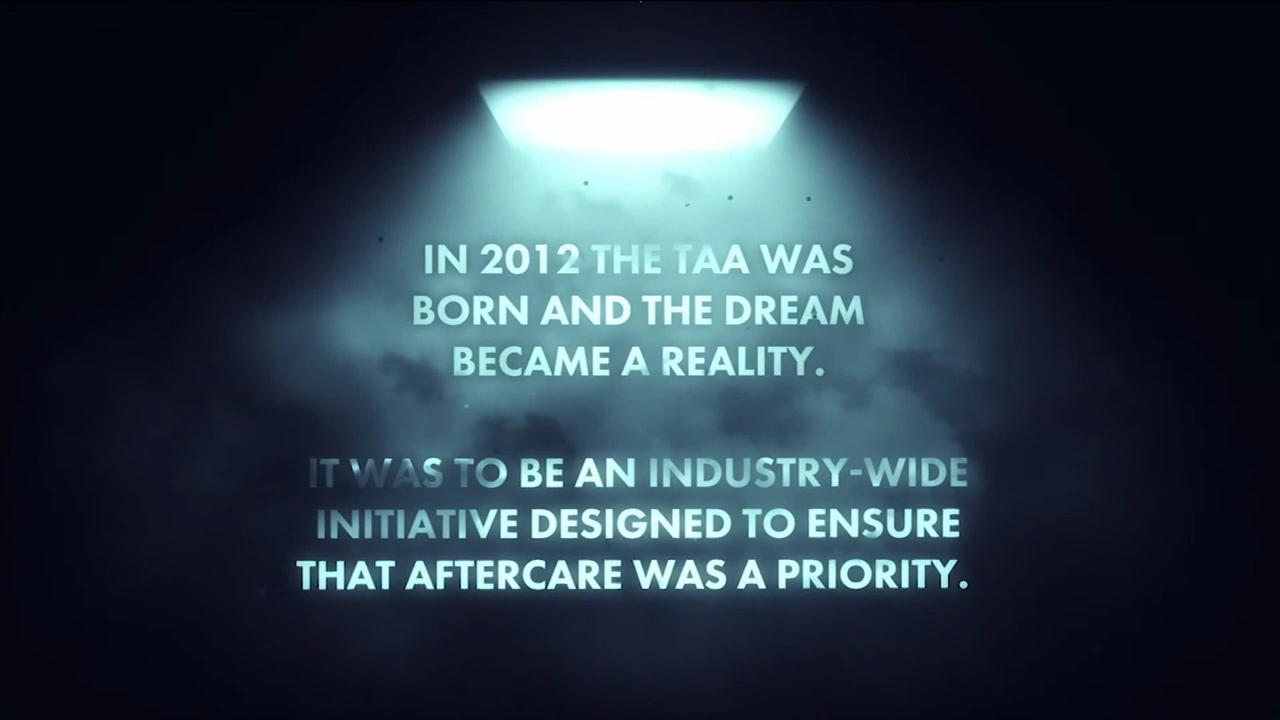 IN 2012 THE TAA WAS
BORN AND THE DREAM
BECAME A REALITY.
IT WAS TO BE AN INDUSTRY-WIDE
INITIATIVE DESIGNED TO ENSURE
THAT AFTERCARE WAS A PRIORITY.